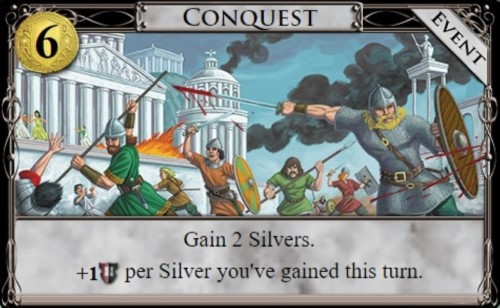 CONQUEST
6
EVENT
Gain 2 Silvers.
+1 per Silver you've gained this turn.